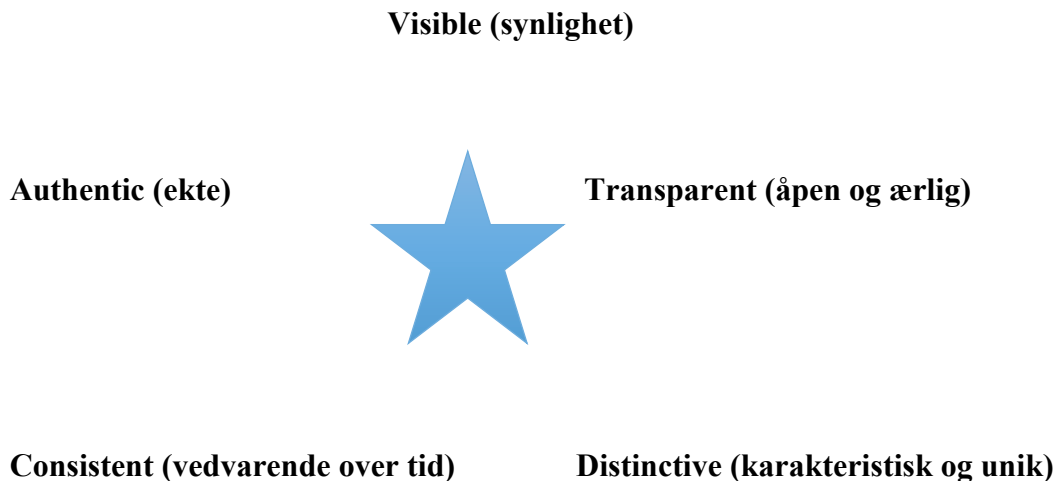 Visible (synlighet)
Authentic (ekte)
Transparent (åpen og ærlig)
Consistent (vedvarende over tid)
Distinctive (karakteristisk og unik)